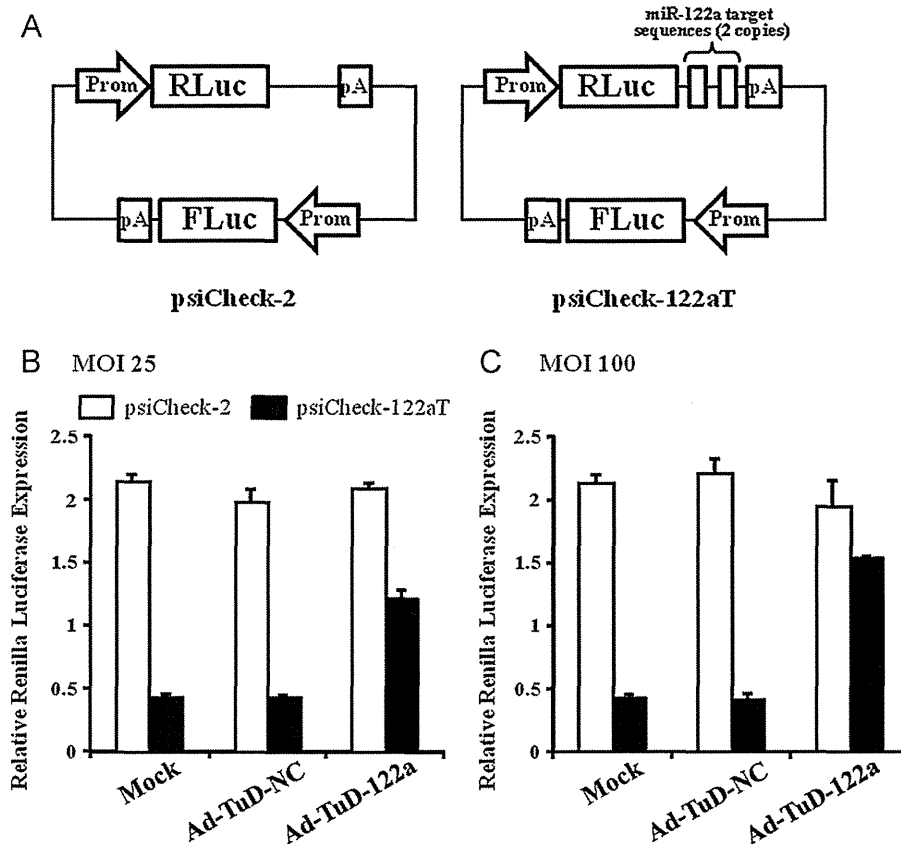 A
miR-122a target
sequences (2 copies)
Prom
RLuc
pA
Prom
RLuc
pA
pA
FLuc
Prom
pA
FLuc
Prom
psiCheck-2
psiCheck-122aT
B
MOI 25
psiCheck-2
psiCheck-122aT
Relative Renilla Luciferase Expression
2.5
2
1.5
1
0.5
0
Mock
Ad-TuD-NC
Ad-TuD-122a
C
MOI 100
Relative Renilla Luciferase Expression
2.5
2
1.5
1
0.5
0
Mock
Ad-TuD-NC
Ad-TuD-122a